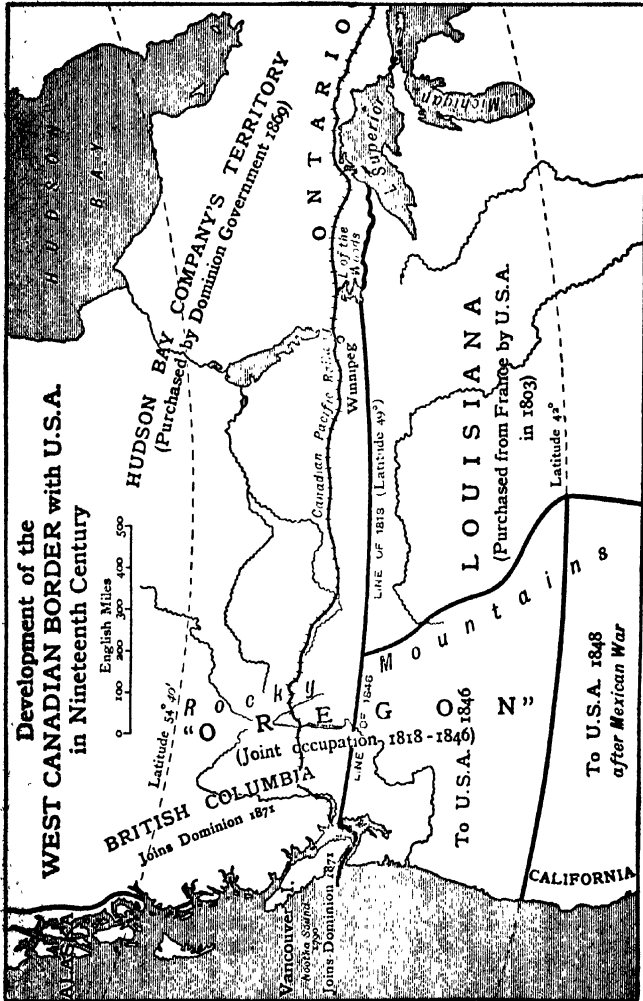 Development of the
WEST CANADIAN BORDER with U.S.A.
in Nineteenth Century
English Miles
0 100 200 300 400 500
HUDSON
BAY
HUDSON BAY COMPANY'S TERRITORY
(Purchased by Dominion Government 1869)
ONTARIO
L. Superior
L. Michigan
L. of the
Woods
Winnipeg
Canadian Pacific
Latitude 54° 40'
Rocky
Mountains
"OREGON"
(Joint occupation 1818-1846)
BRITISH COLUMBIA
Joins Dominion 1871
ALASKA
Vancouver I.
Nootka Sound
Joins Dominion 1871
LINE OF 1846
LINE OF 1818 (Latitude 49°)
To U.S.A. 1846
LOUISIANA
(Purchased from France by U.S.A.
in 1803)
Latitude 42°
To U.S.A. 1848
after Mexican War
CALIFORNIA